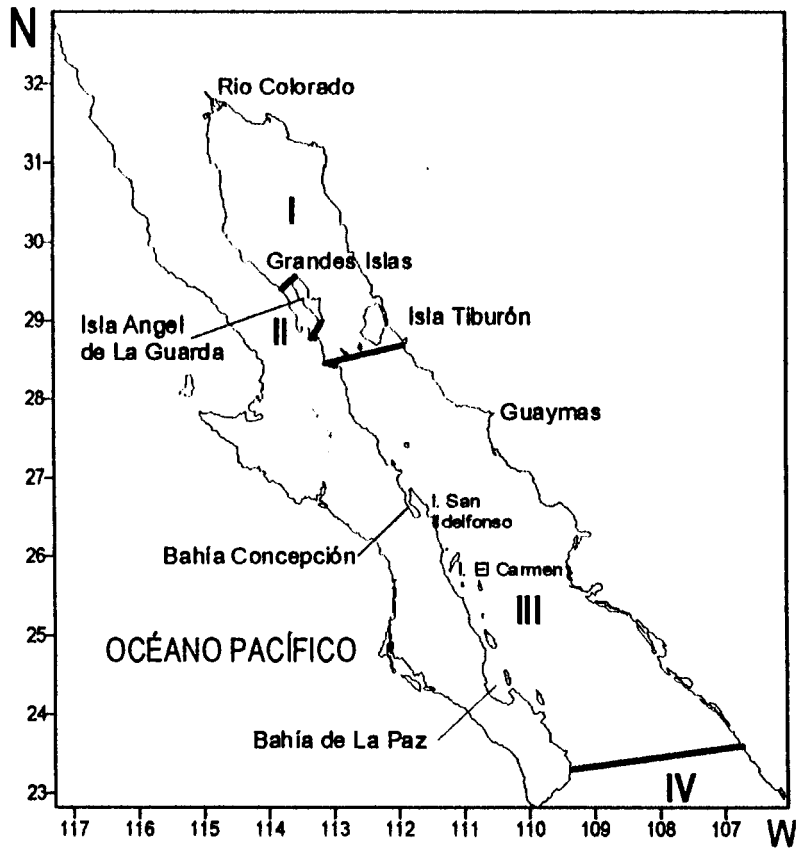 N
32
Rio Colorado
31
I
30
Grandes Islas
29
Isla Angel
de La Guarda
II
Isla Tiburón
28
Guaymas
27
I. San
Ildelfonso
26
Bahía Concepción
I. El Carmen
III
25
OCÉANO PACÍFICO
24
Bahía de La Paz
23
IV
117 116 115 114 113 112 111 110 109 108 107 W